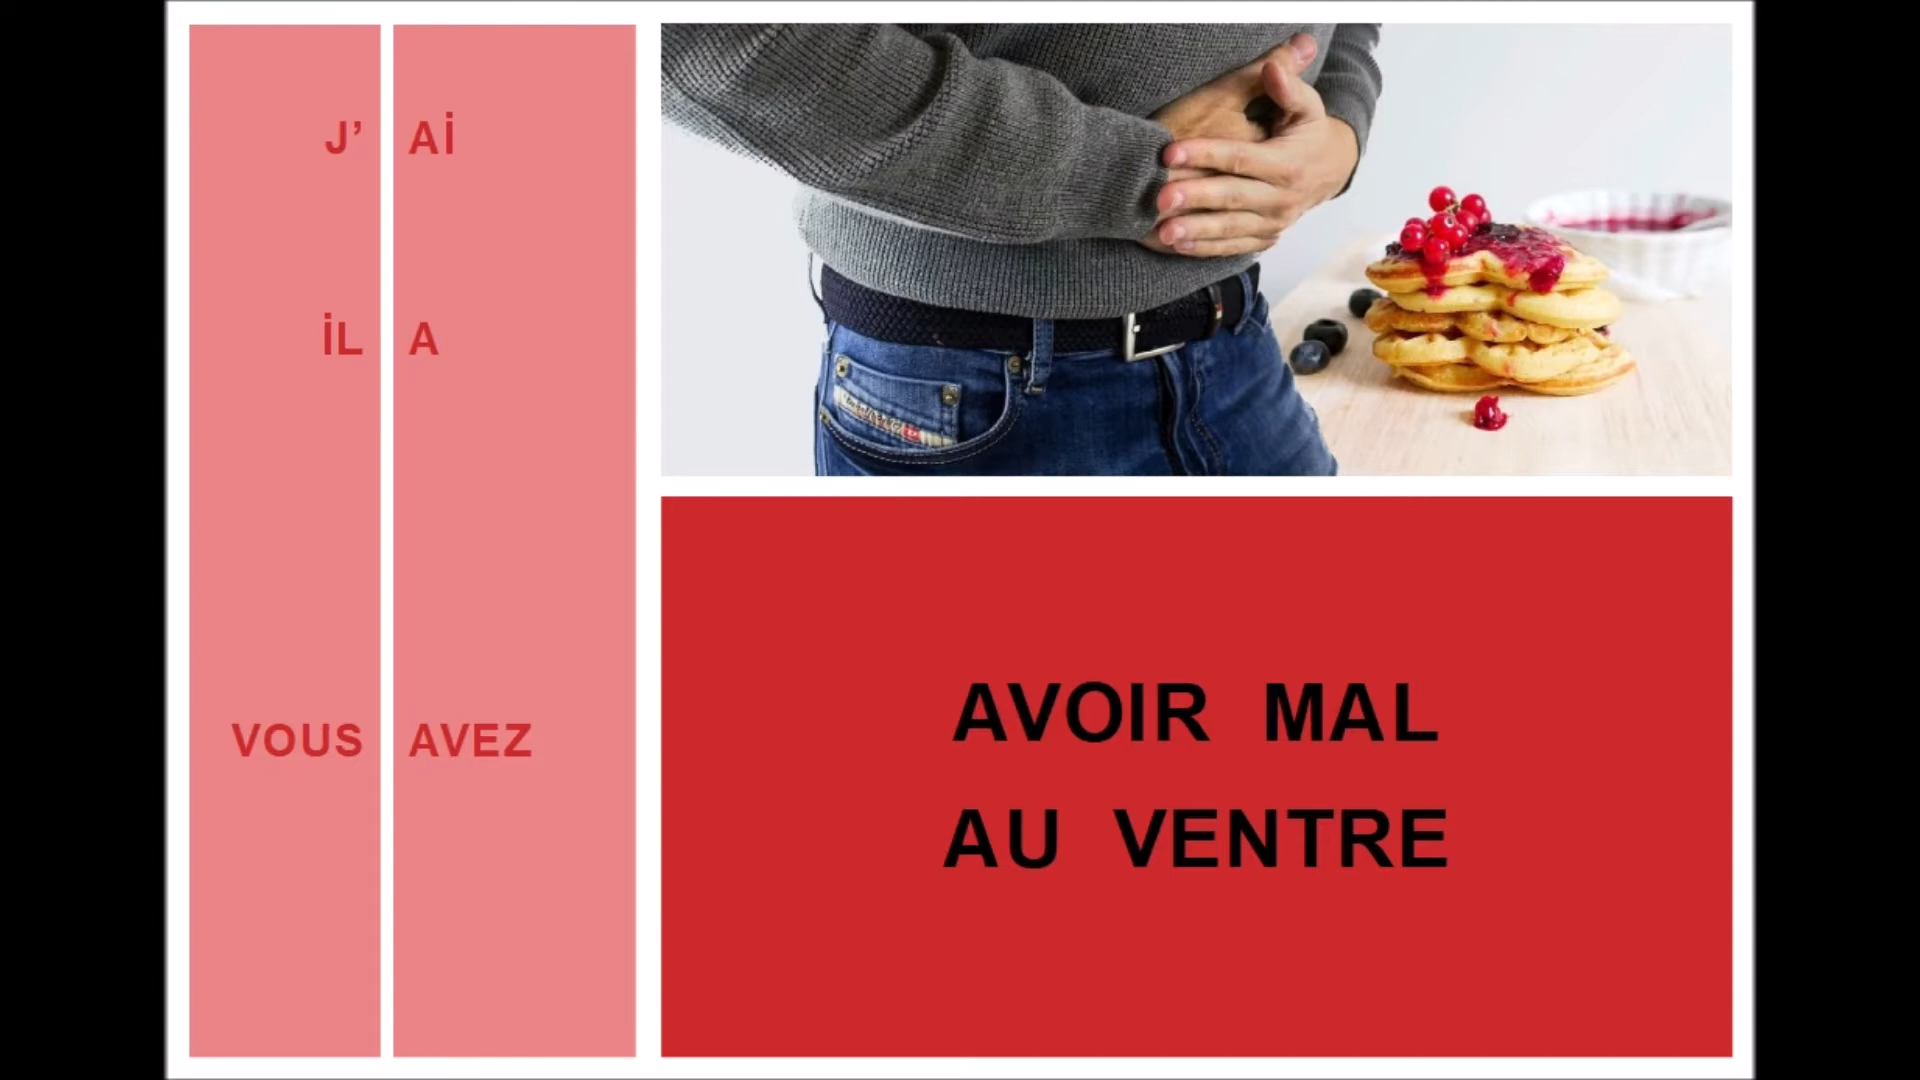 J’ Aİ
İL A
VOUS AVEZ
AVOIR MAL
AU VENTRE